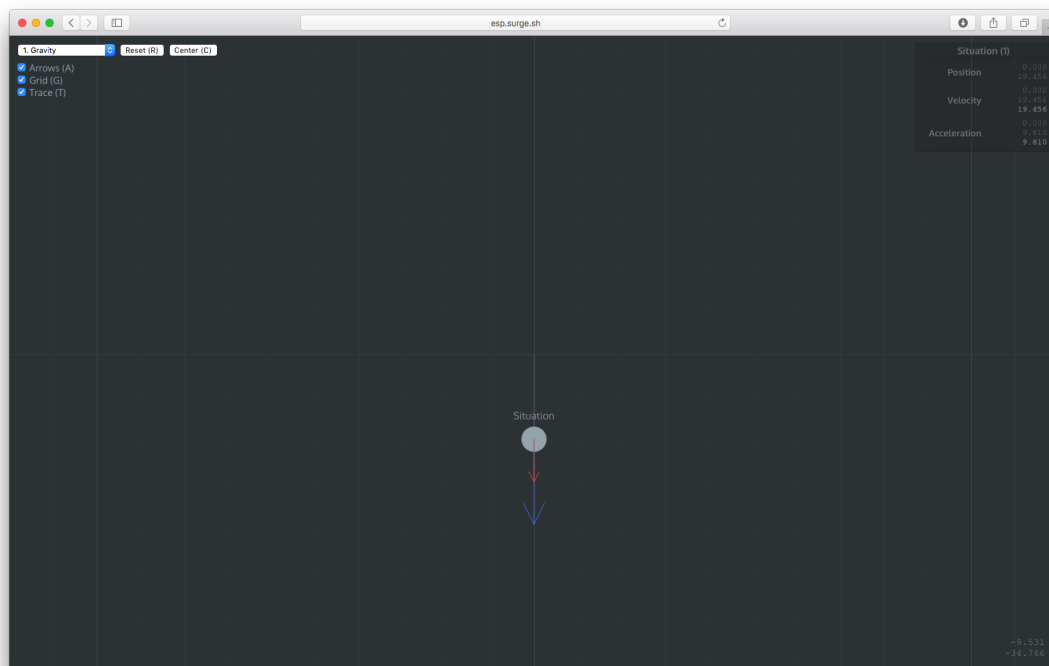 esp.surge.sh
1. Gravity
Reset (R)
Center (C)
Arrows (A)
Grid (G)
Trace (T)
Situation (1)
Position
0.000
19.456
Velocity
0.000
19.456
19.456
Acceleration
0.000
9.810
9.810
Situation
-9.531
-34.766